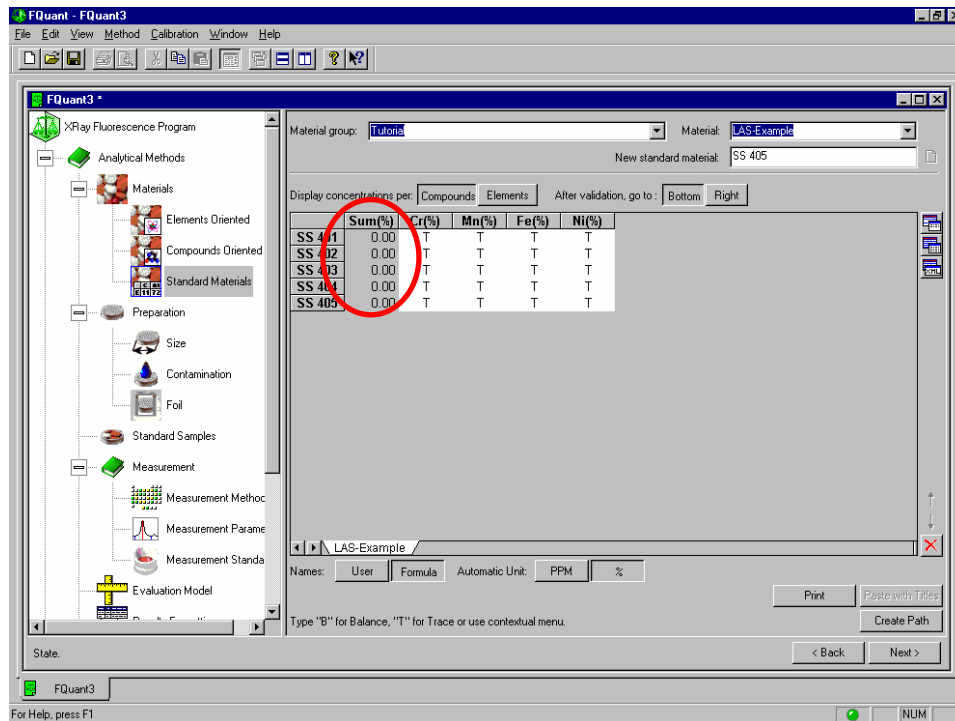 FQuant - FQuant3
File Edit View Method Calibration Window Help
FQuant3 *
XRay Fluorescence Program
Analytical Methods
Materials
Elements Oriented
Compounds Oriented
Standard Materials
Preparation
Size
Contamination
Foil
Standard Samples
Measurement
Measurement Methoc
Measurement Parame
Measurement Standa
Evaluation Model
Material group: Tutorial Material: LAS-Example
New standard material: SS 405
Display concentrations per: Compounds Elements After validation, go to : Bottom Right
Sum(%) Cr(%) Mn(%) Fe(%) Ni(%)
SS 401 0.00 T T T T
SS 402 0.00 T T T T
SS 403 0.00 T T T T
SS 404 0.00 T T T T
SS 405 0.00 T T T T
XML
LAS-Example
Names: User Formula Automatic Unit: PPM %
Print Paste with Titles
Type "B" for Balance, "T" for Trace or use contextual menu. Create Path
State. < Back Next >
FQuant3
For Help, press F1 NUM